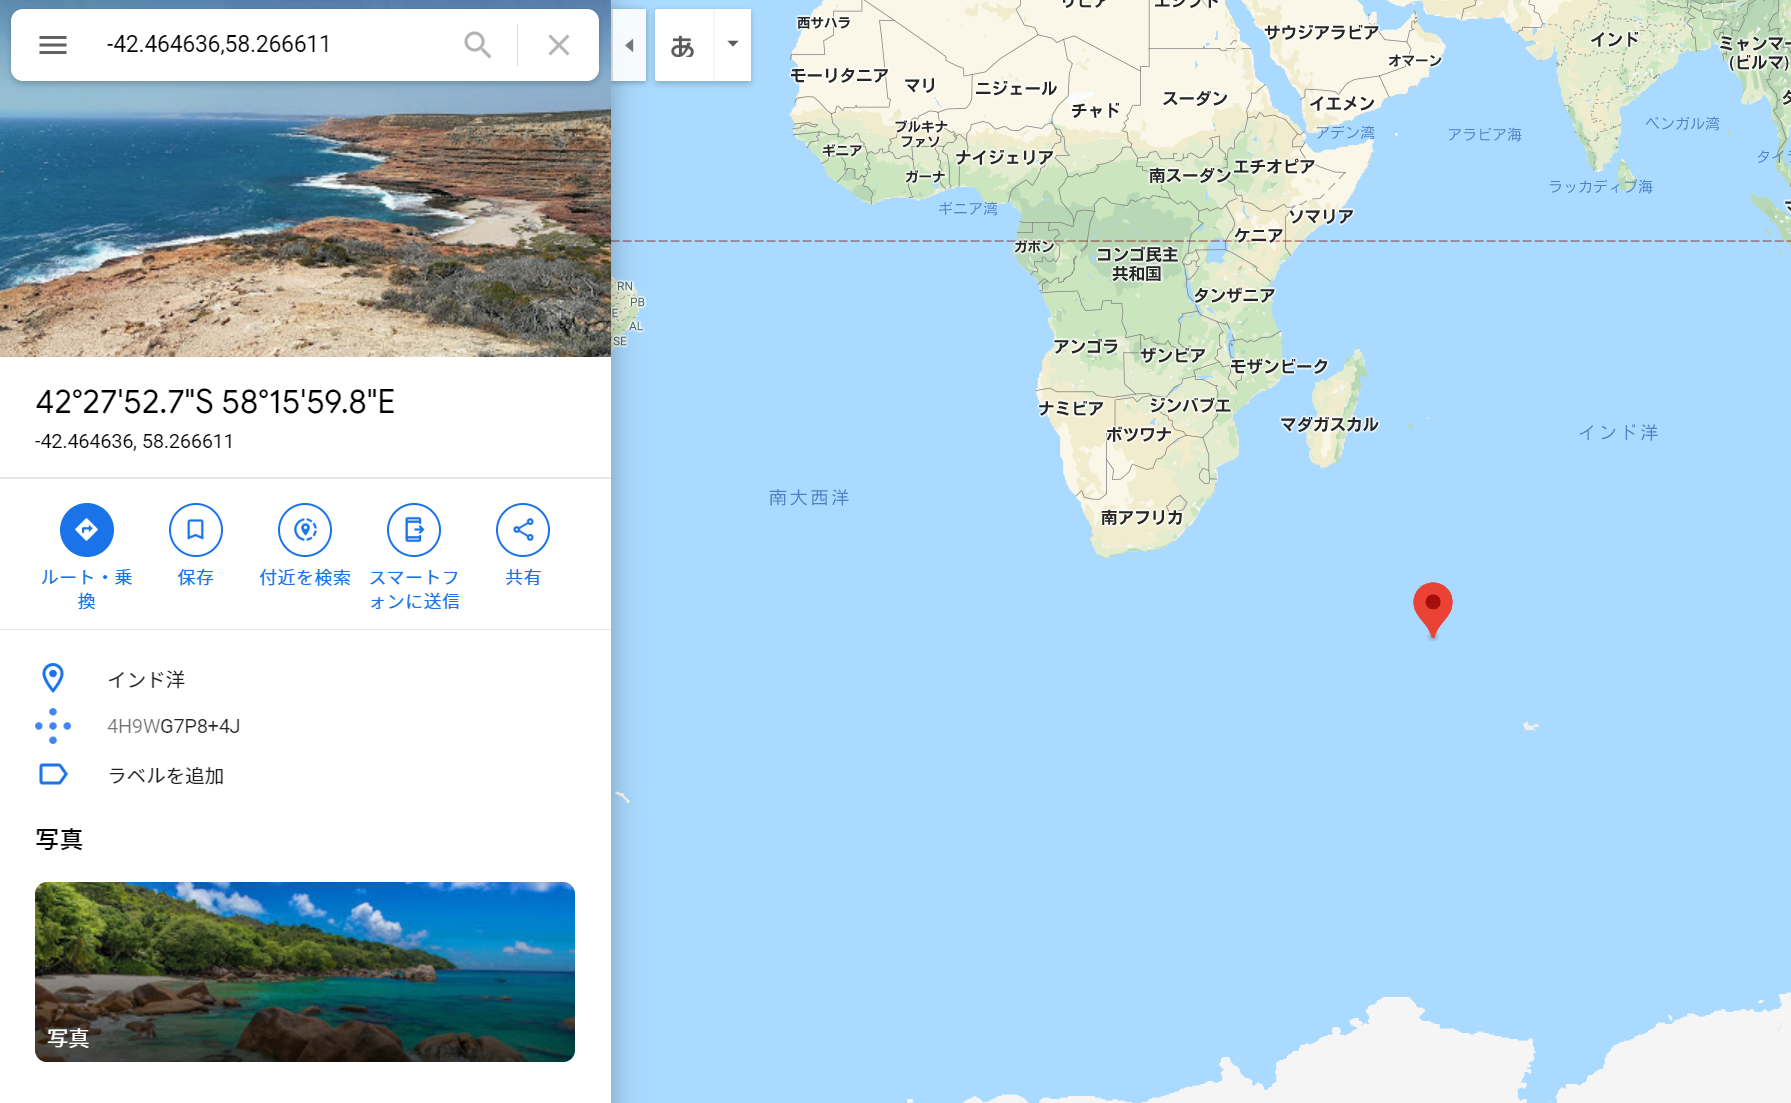 -42.464636,58.266611
あ
42°27'52.7"S 58°15'59.8"E
-42.464636, 58.266611
ルート・乗
換
保存
付近を検索
スマートフ
ォンに送信
共有
インド洋
4H9WG7P8+4J
ラベルを追加
写真
写真
西サハラ
リビア
エジプト
サウジアラビア
オマーン
インド
ミャンマー
(ビルマ)
モーリタニア
マリ
ニジェール
チャド
スーダン
イエメン
アデン湾
アラビア海
ベンガル湾
ブルキナ
ファソ
ギニア
ガーナ
ナイジェリア
南スーダン
エチオピア
ラッカディブ海
ギニア湾
ソマリア
ガボン
コンゴ民主
共和国
ケニア
タンザニア
RN
PB
E
AL
SE
アンゴラ
ザンビア
モザンビーク
ナミビア
ジンバブエ
ボツワナ
マダガスカル
インド洋
南大西洋
南アフリカ